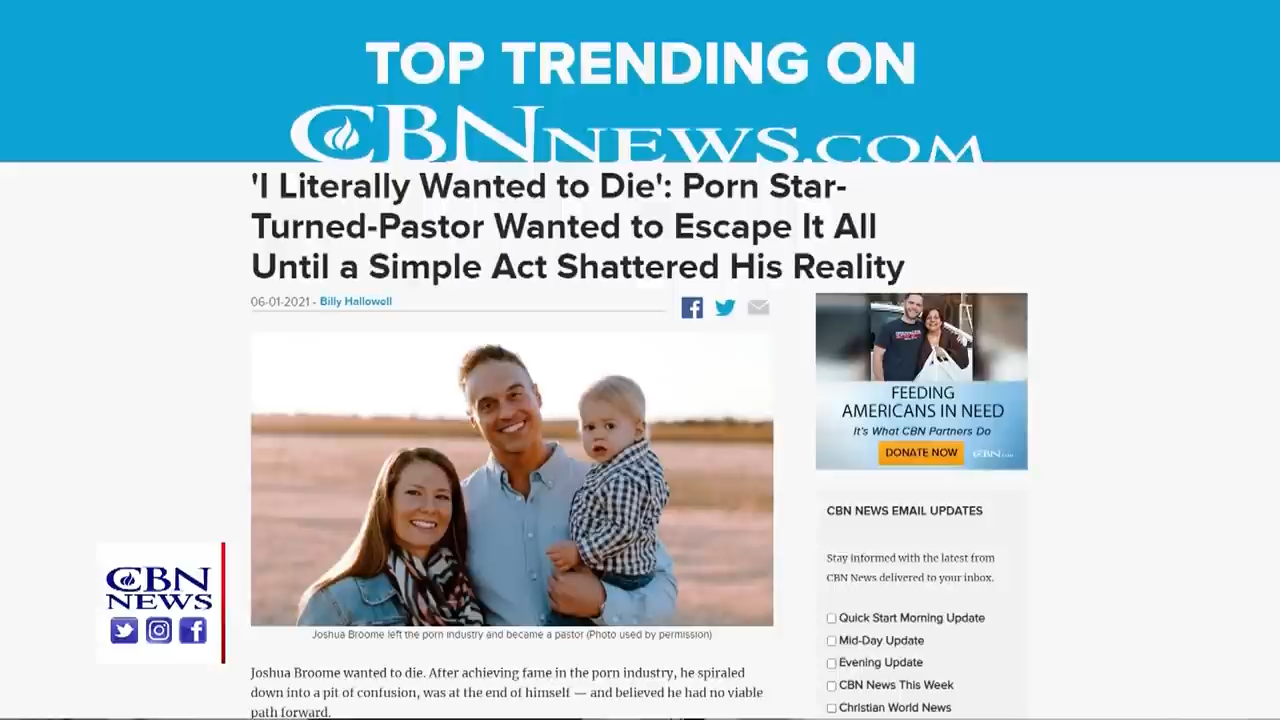 TOP TRENDING ON
CBNNEWS.COM
'I Literally Wanted to Die': Porn Star-
Turned-Pastor Wanted to Escape It All
Until a Simple Act Shattered His Reality
06-01-2021 - Billy Hallowell
Joshua Broome left the porn industry and became a pastor (Photo used by permission)
Joshua Broome wanted to die. After achieving fame in the porn industry, he spiraled
down into a pit of confusion, was at the end of himself — and believed he had no viable
path forward.
FEEDING
AMERICANS IN NEED
It's What CBN Partners Do
DONATE NOW
CBN.com
CBN NEWS EMAIL UPDATES
Stay informed with the latest from
CBN News delivered to your inbox.
Quick Start Morning Update
Mid-Day Update
Evening Update
CBN News This Week
Christian World News
CBN
NEWS